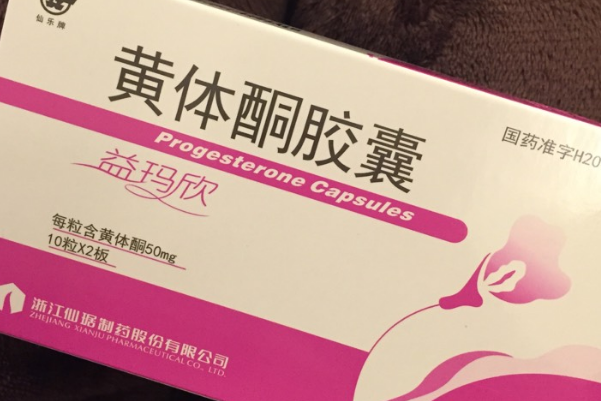 仙乐牌
黄体酮胶囊
Progesterone Capsules
国药准字H20
益玛欣
每粒含黄体酮50mg
10粒X2板
浙江仙琚制药股份有限公司
ZHEJIANG XIANJU PHARMACEUTICAL CO., LTD.